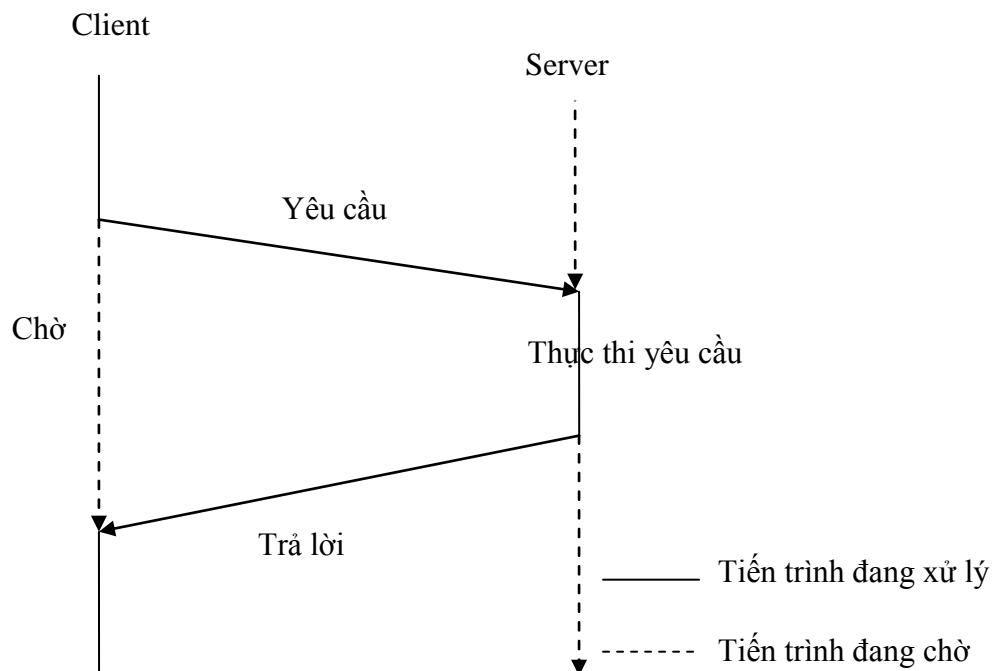 Client
Server
Yêu cầu
Chờ
Thực thi yêu cầu
Trả lời
Tiến trình đang xử lý
Tiến trình đang chờ